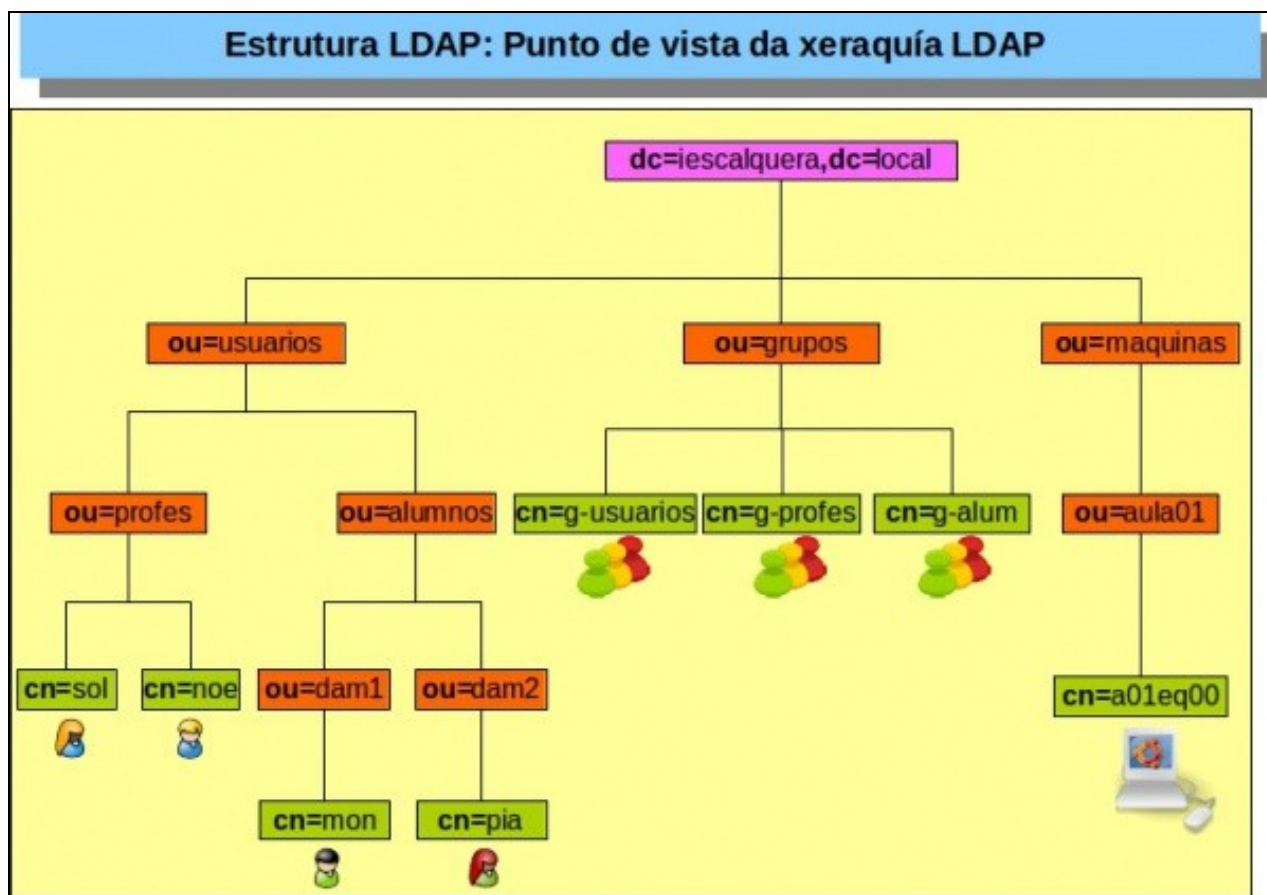 Estrutura LDAP: Punto de vista da xeraquía LDAP
dc=iescalquera,dc=local
ou=usuarios
ou=grupos
ou=maquinas
ou=profes
ou=alumnos
cn=g-usuarios
cn=g-profes
cn=g-alum
ou=aula01
cn=sol
cn=noe
ou=dam1
ou=dam2
cn=a01eq00
cn=mon
cn=pia